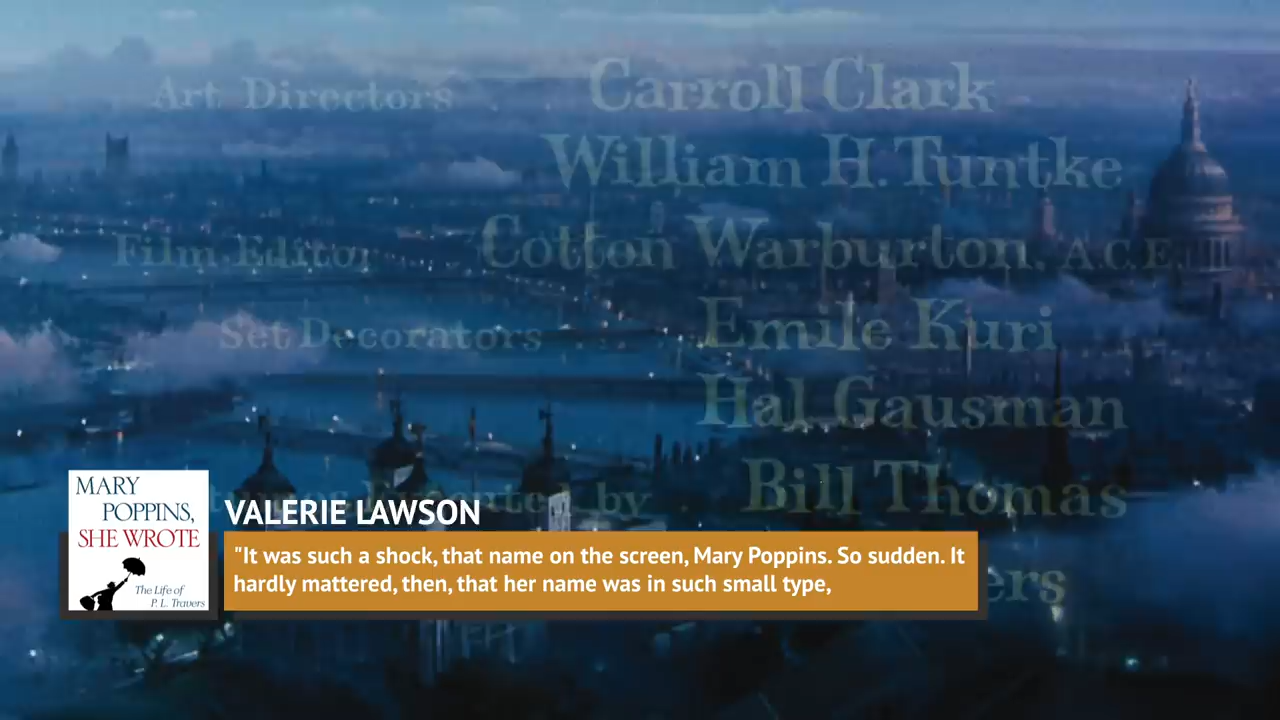 Art Directors Carroll Clark
William H. Tuntke
Film Editor Cotton Warburton, A.C.E.
Set Decorators Emile Kuri
Hal Gausman
by Bill Thomas
MARY
POPPINS,
SHE WROTE
The Life of
P. L. Travers
VALERIE LAWSON
"It was such a shock, that name on the screen, Mary Poppins. So sudden. It
hardly mattered, then, that her name was in such small type,